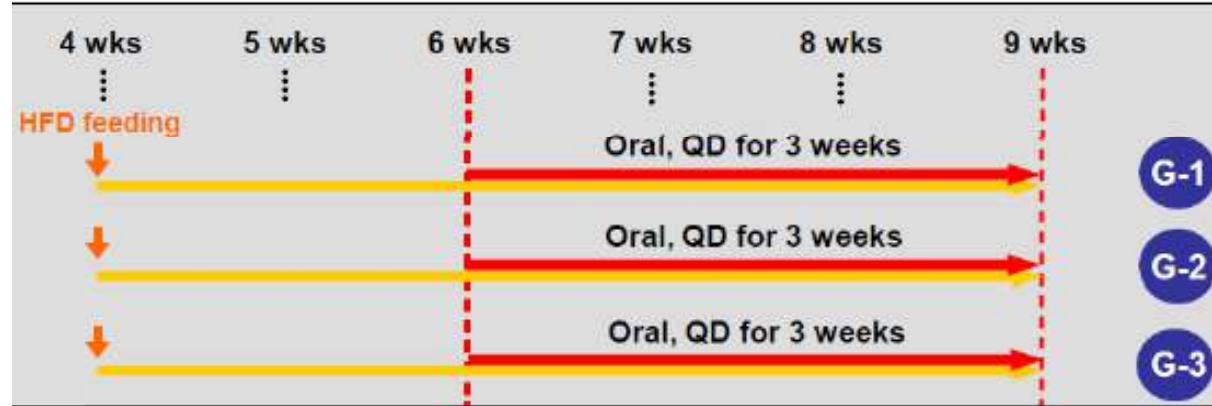 4 wks 5 wks 6 wks 7 wks 8 wks 9 wks
HFD feeding
Oral, QD for 3 weeks
G-1
Oral, QD for 3 weeks
G-2
Oral, QD for 3 weeks
G-3